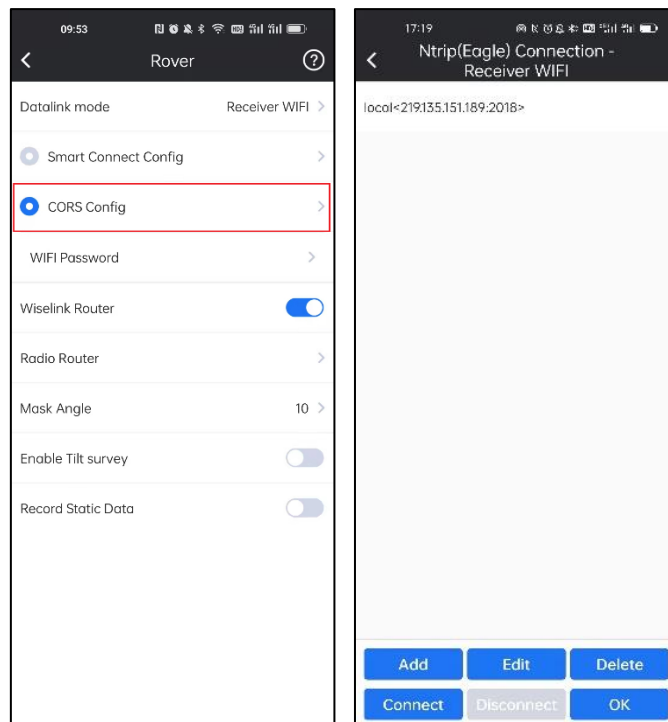 09:53
Rover
Datalink mode Receiver WIFI
Smart Connect Config
CORS Config
WIFI Password
Wiselink Router
Radio Router
Mask Angle 10
Enable Tilt survey
Record Static Data
17:19
Ntrip(Eagle) Connection -
Receiver WIFI
local<219.135.151.189:2018>
Add Edit Delete
Connect Disconnect OK